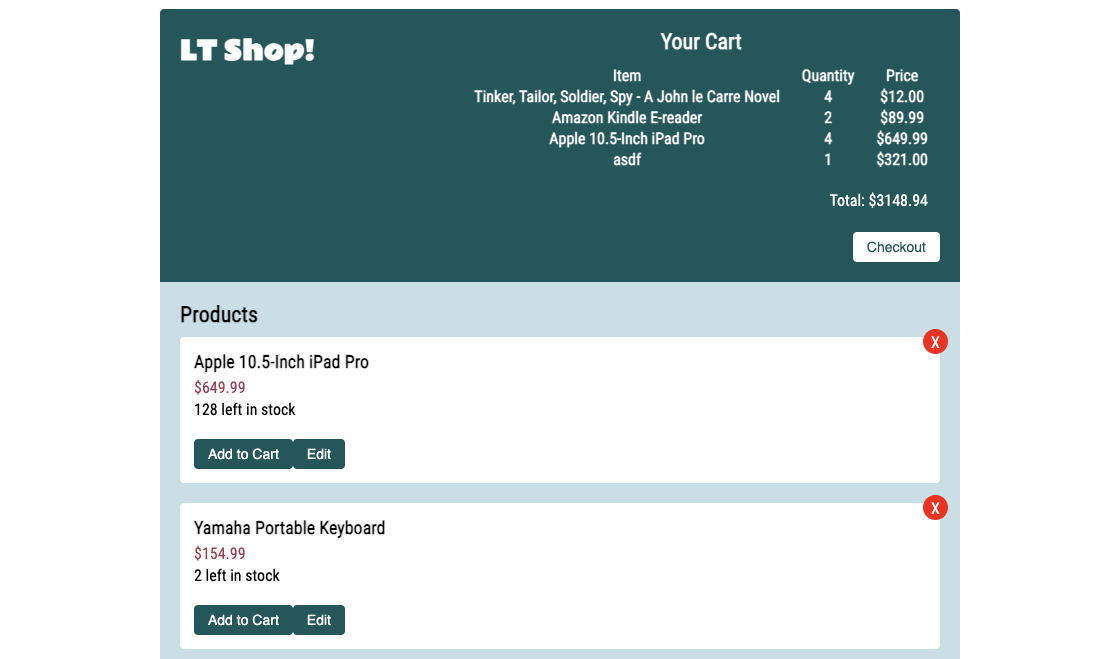 LT Shop!
Your Cart
Item Quantity Price
Tinker, Tailor, Soldier, Spy - A John le Carre Novel 4 $12.00
Amazon Kindle E-reader 2 $89.99
Apple 10.5-Inch iPad Pro 4 $649.99
asdf 1 $321.00
Total: $3148.94
Checkout
Products
X
Apple 10.5-Inch iPad Pro
$649.99
128 left in stock
Add to Cart Edit
X
Yamaha Portable Keyboard
$154.99
2 left in stock
Add to Cart Edit